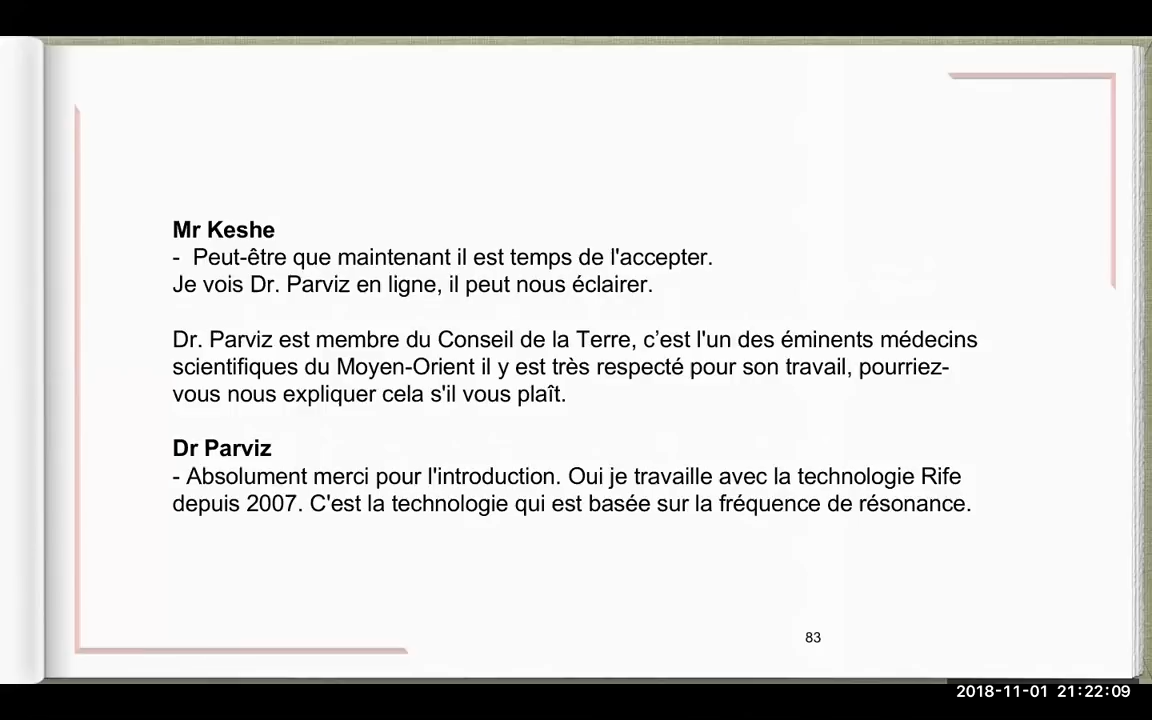 Mr Keshe
-  Peut-être que maintenant il est temps de l'accepter.
Je vois Dr. Parviz en ligne, il peut nous éclairer.
Dr. Parviz est membre du Conseil de la Terre, c’est l'un des éminents médecins
scientifiques du Moyen-Orient il y est très respecté pour son travail, pourriez-
vous nous expliquer cela s'il vous plaît.
Dr Parviz
- Absolument merci pour l'introduction. Oui je travaille avec la technologie Rife
depuis 2007. C'est la technologie qui est basée sur la fréquence de résonance.
83
2018-11-01 21:22:09